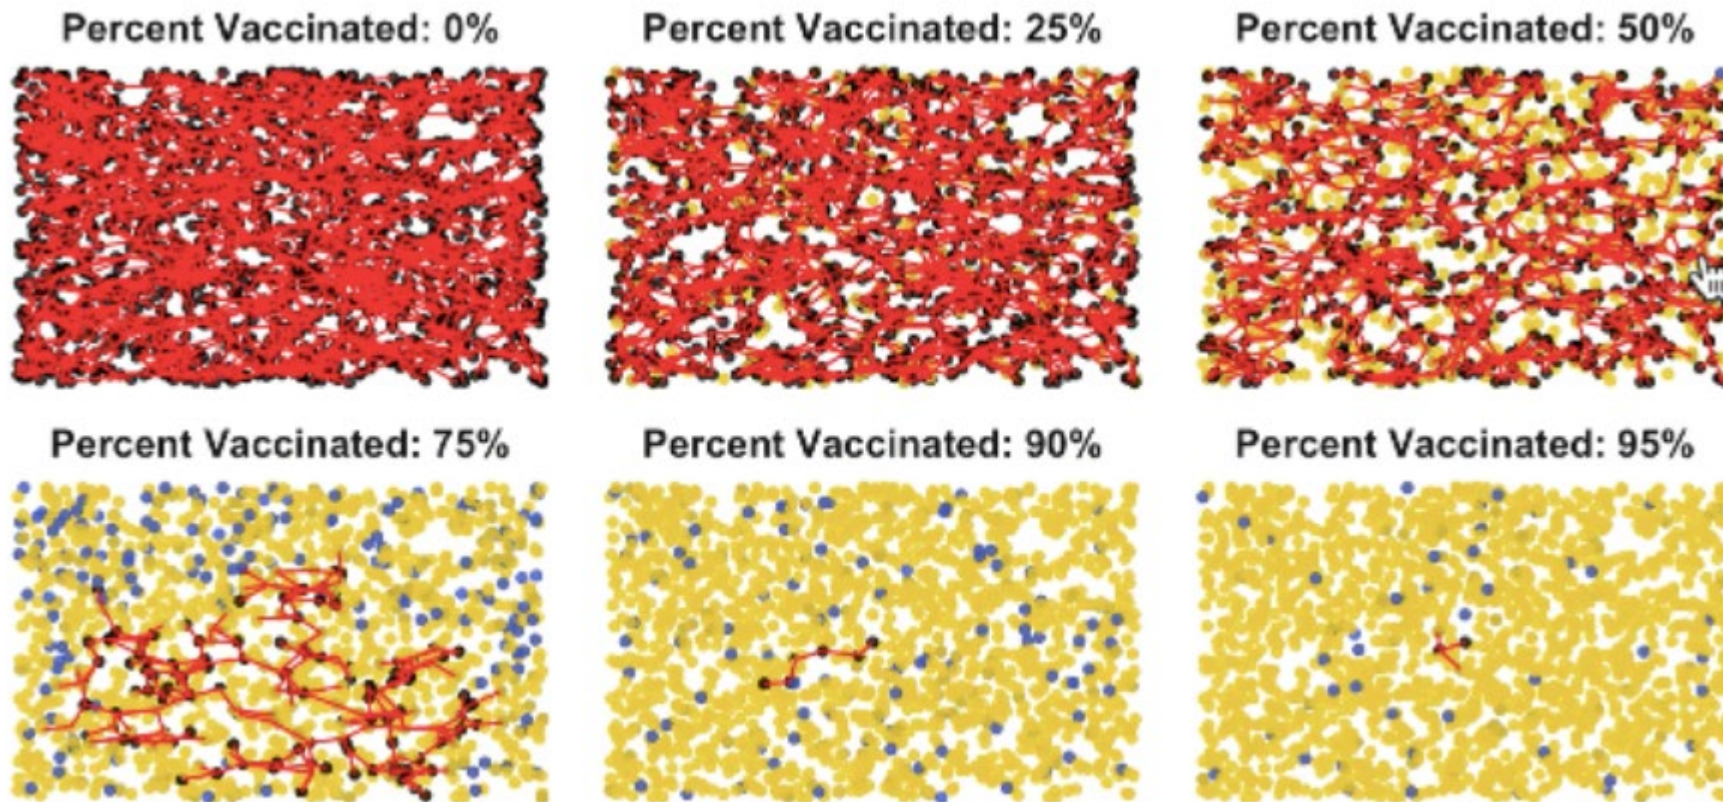 Percent Vaccinated: 0%
Percent Vaccinated: 25%
Percent Vaccinated: 50%
Percent Vaccinated: 75%
Percent Vaccinated: 90%
Percent Vaccinated: 95%